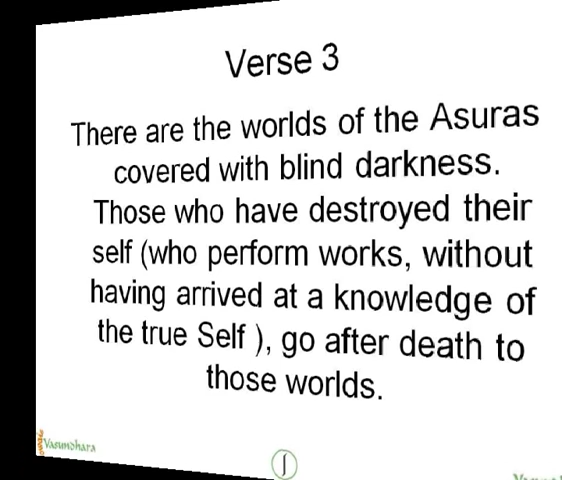 Verse 3
There are the worlds of the Asuras
covered with blind darkness.
Those who have destroyed their
self (who perform works, without
having arrived at a knowledge of
the true Self ), go after death to
those worlds.
Vasundhara